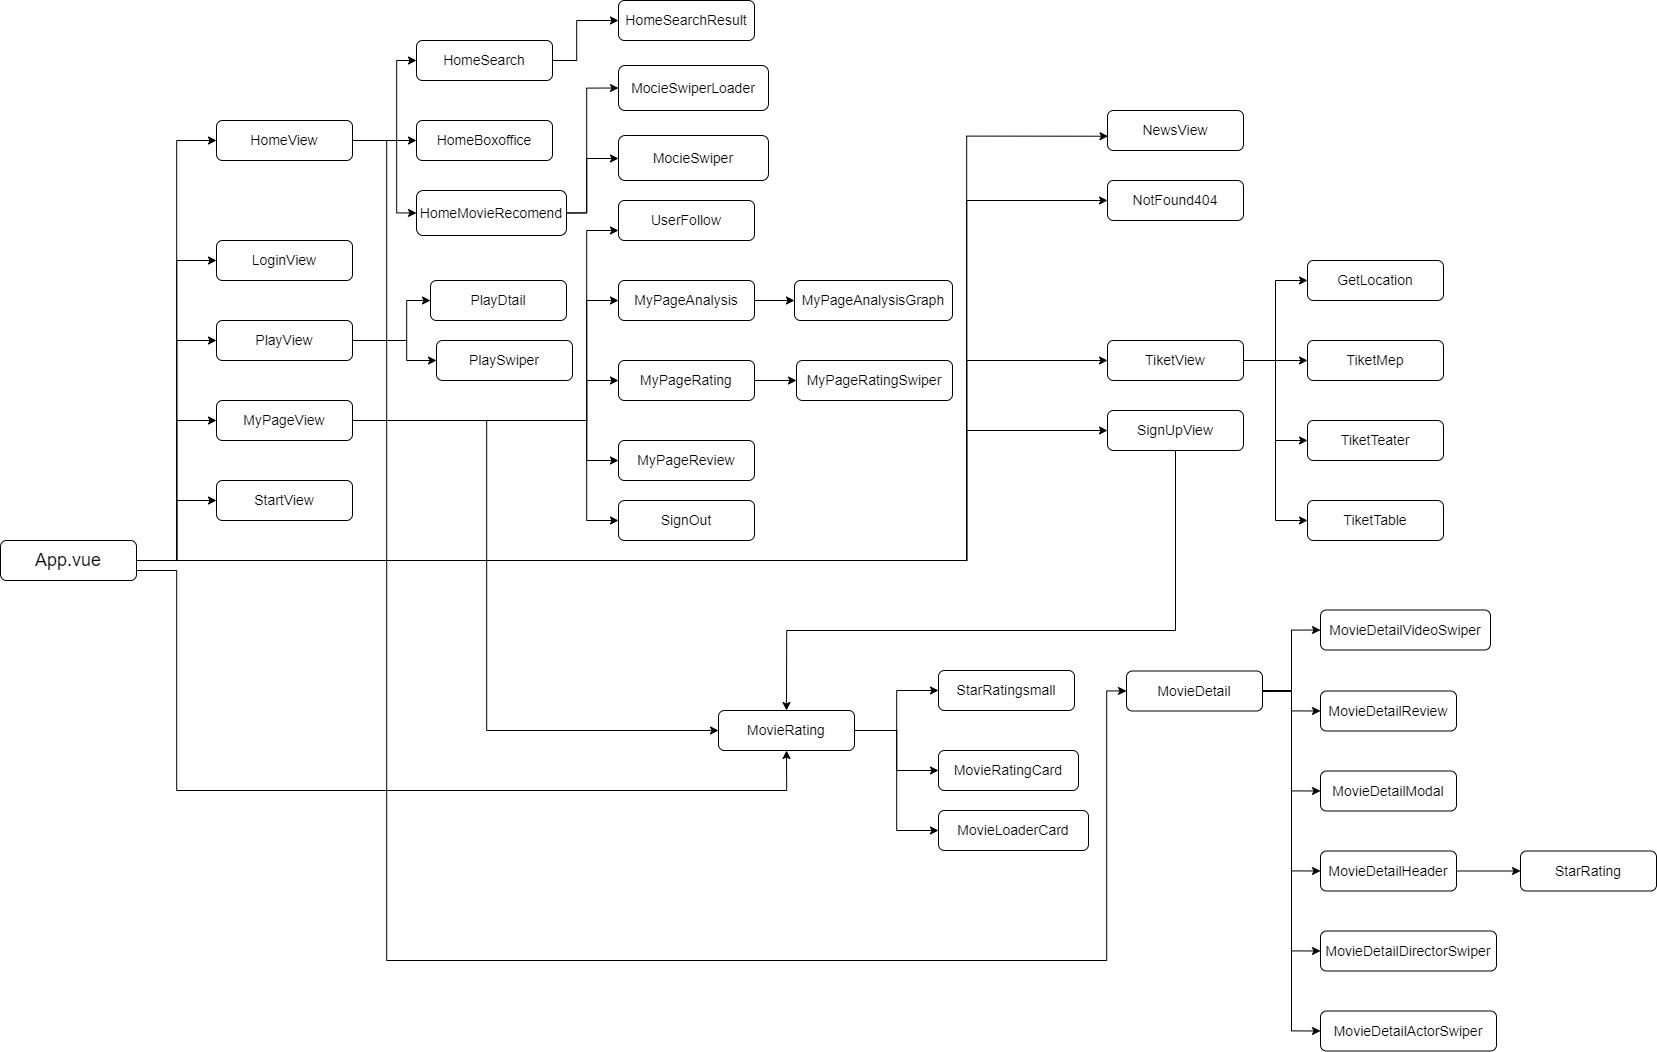 HomeSearchResult
HomeSearch
MocieSwiperLoader
HomeView
HomeBoxoffice
MocieSwiper
NewsView
HomeMovieRecomend
UserFollow
NotFound404
LoginView
PlayDtail
MyPageAnalysis
MyPageAnalysisGraph
GetLocation
PlayView
PlaySwiper
MyPageRating
MyPageRatingSwiper
TiketView
TiketMep
MyPageView
MyPageReview
SignUpView
TiketTeater
StartView
SignOut
TiketTable
App.vue
MovieDetailVideoSwiper
StarRatingsmall
MovieDetail
MovieRating
MovieDetailReview
MovieRatingCard
MovieDetailModal
MovieLoaderCard
MovieDetailHeader
StarRating
MovieDetailDirectorSwiper
MovieDetailActorSwiper